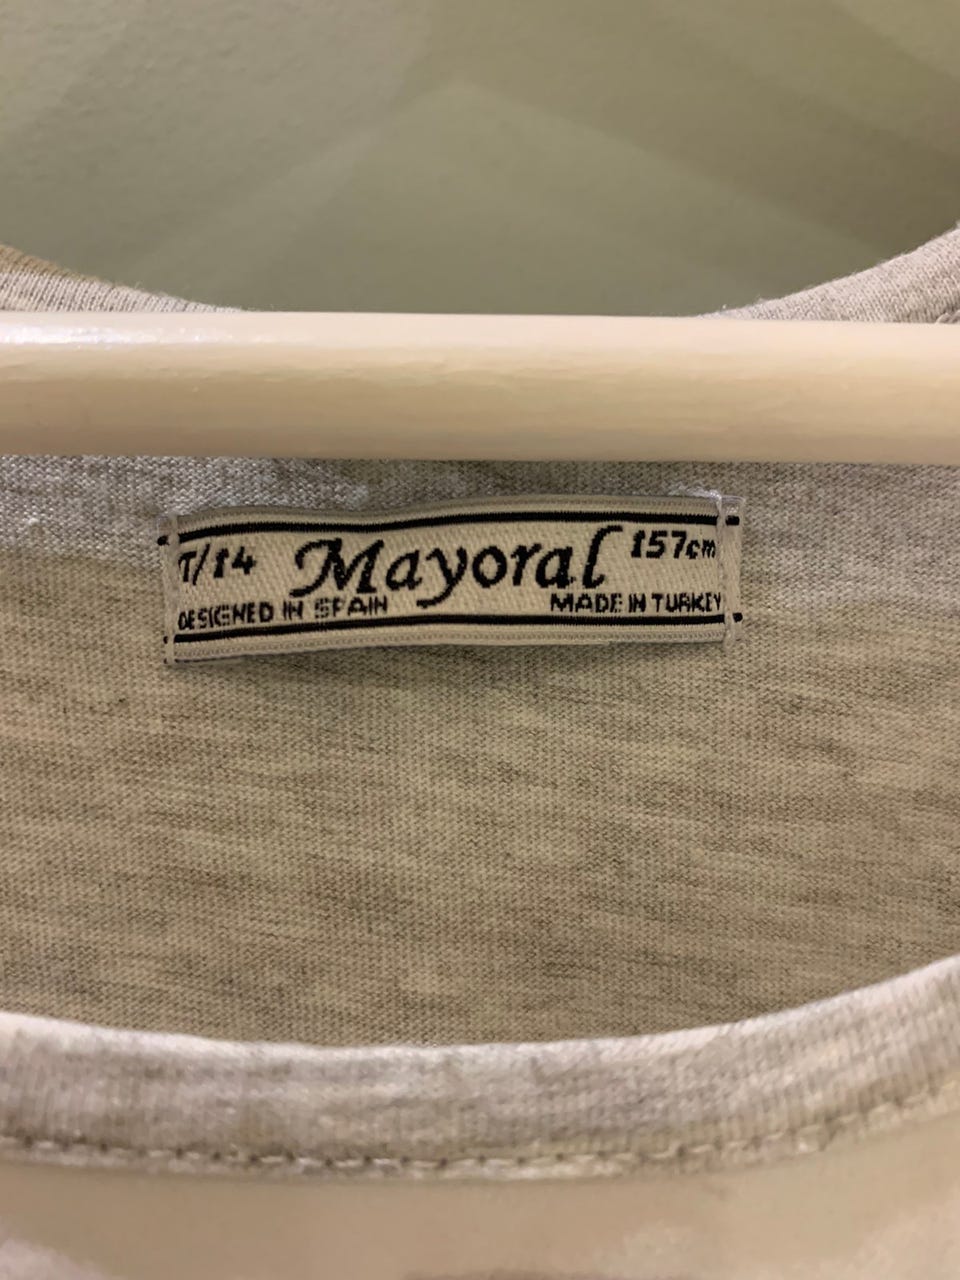 T/14 Mayoral 157cm
DESIGNED IN SPAIN MADE IN TURKEY